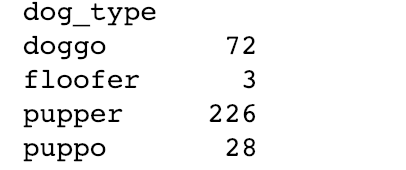 dog_type
doggo 72
floofer 3
pupper 226
puppo 28